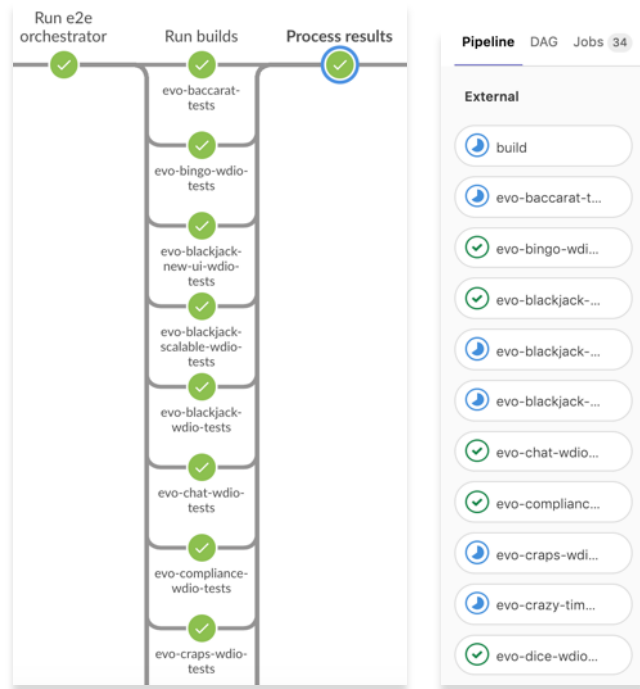 Run e2e
orchestrator
Run builds
Process results
evo-baccarat-
tests
evo-bingo-wdio-
tests
evo-blackjack-
new-ui-wdio-
tests
evo-blackjack-
scalable-wdio-
tests
evo-blackjack-
wdio-tests
evo-chat-wdio-
tests
evo-compliance-
wdio-tests
evo-craps-wdio-
tests
Pipeline DAG Jobs 34
External
build
evo-baccarat-t...
evo-bingo-wdi...
evo-blackjack-...
evo-blackjack-...
evo-blackjack-...
evo-chat-wdio...
evo-complianc...
evo-craps-wdi...
evo-crazy-tim...
evo-dice-wdio...